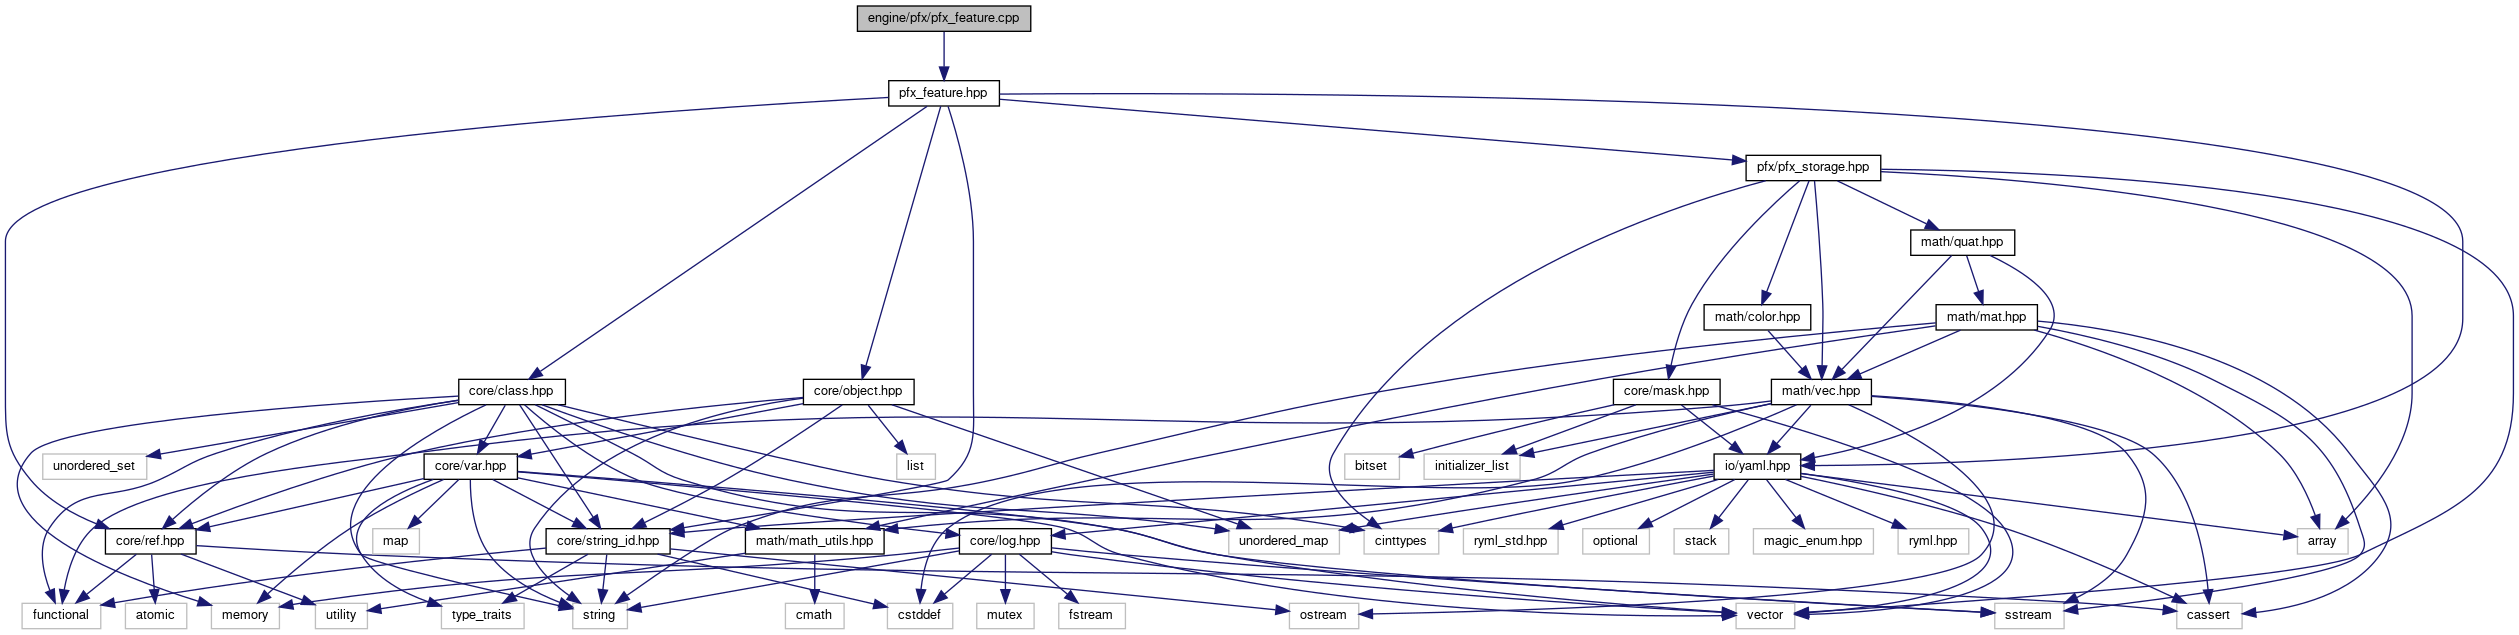 engine/pfx/pfx_feature.cpp
pfx_feature.hpp
pfx/pfx_storage.hpp
math/quat.hpp
math/color.hpp
math/mat.hpp
core/class.hpp
core/object.hpp
core/mask.hpp
math/vec.hpp
unordered_set
core/var.hpp
list
bitset
initializer_list
io/yaml.hpp
core/ref.hpp
map
core/string_id.hpp
math/math_utils.hpp
core/log.hpp
unordered_map
cinttypes
ryml_std.hpp
optional
stack
magic_enum.hpp
ryml.hpp
array
functional
atomic
memory
utility
type_traits
string
cmath
cstddef
mutex
fstream
ostream
vector
sstream
cassert